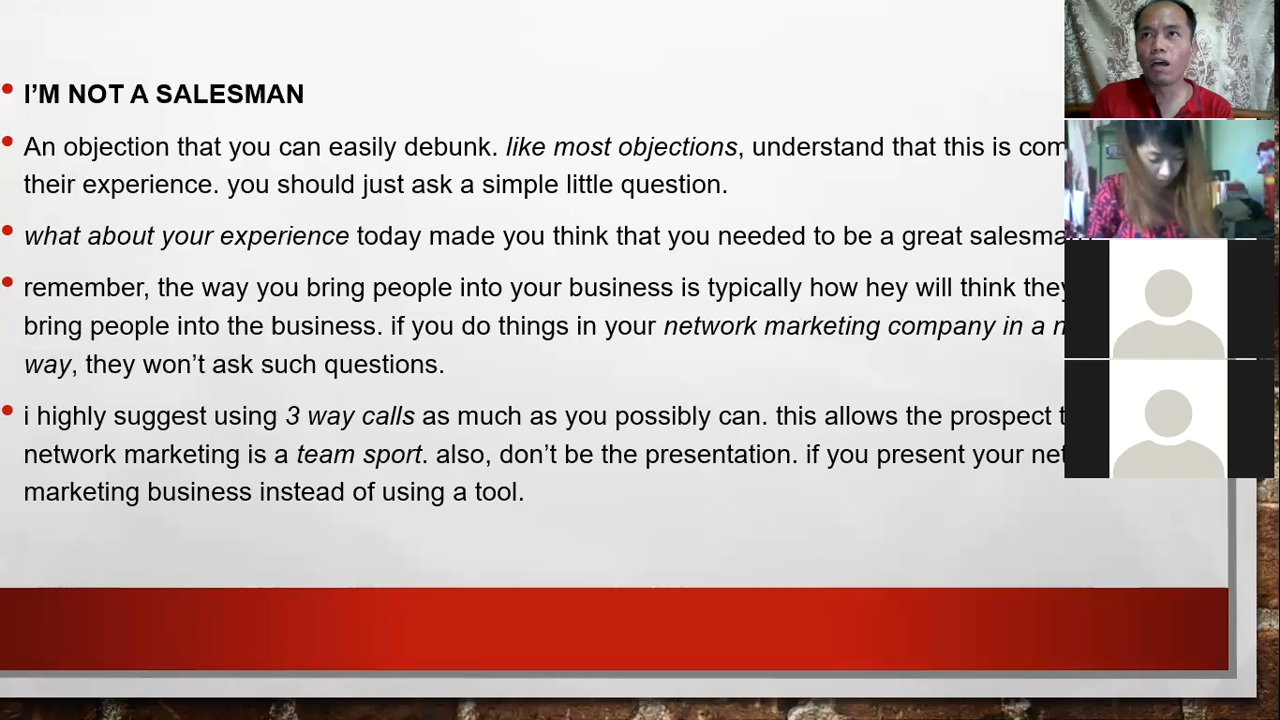 I’M NOT A SALESMAN
An objection that you can easily debunk. like most objections, understand that this is
their experience. you should just ask a simple little question.
what about your experience today made you think that you needed to be a great
remember, the way you bring people into your business is typically how hey will think
bring people into the business. if you do things in your network marketing company in a
way, they won’t ask such questions.
i highly suggest using 3 way calls as much as you possibly can. this allows the prospect
network marketing is a team sport. also, don’t be the presentation. if you present your
marketing business instead of using a tool.